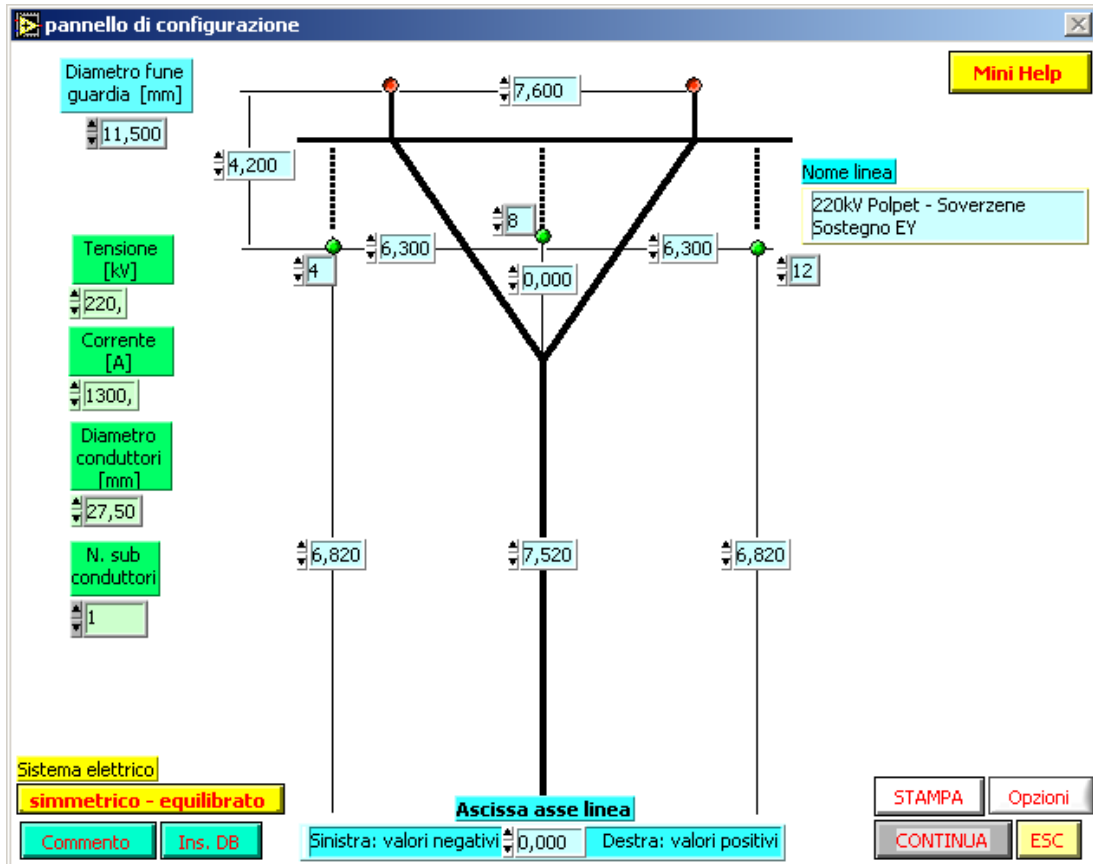 pannello di configurazione
Diametro fune
guardia [mm]
11,500
7,600
Mini Help
4,200
Nome linea
220kV Polpet - Soverzene
Sostegno EY
8
Tensione
[kV]
220,
4
6,300
6,300
12
0,000
Corrente
[A]
1300,
Diametro
conduttori
[mm]
27,50
N. sub
conduttori
1
6,820
7,520
6,820
Sistema elettrico
simmetrico - equilibrato
Commento
Ins. DB
Ascissa asse linea
Sinistra: valori negativi
0,000
Destra: valori positivi
STAMPA
Opzioni
CONTINUA
ESC